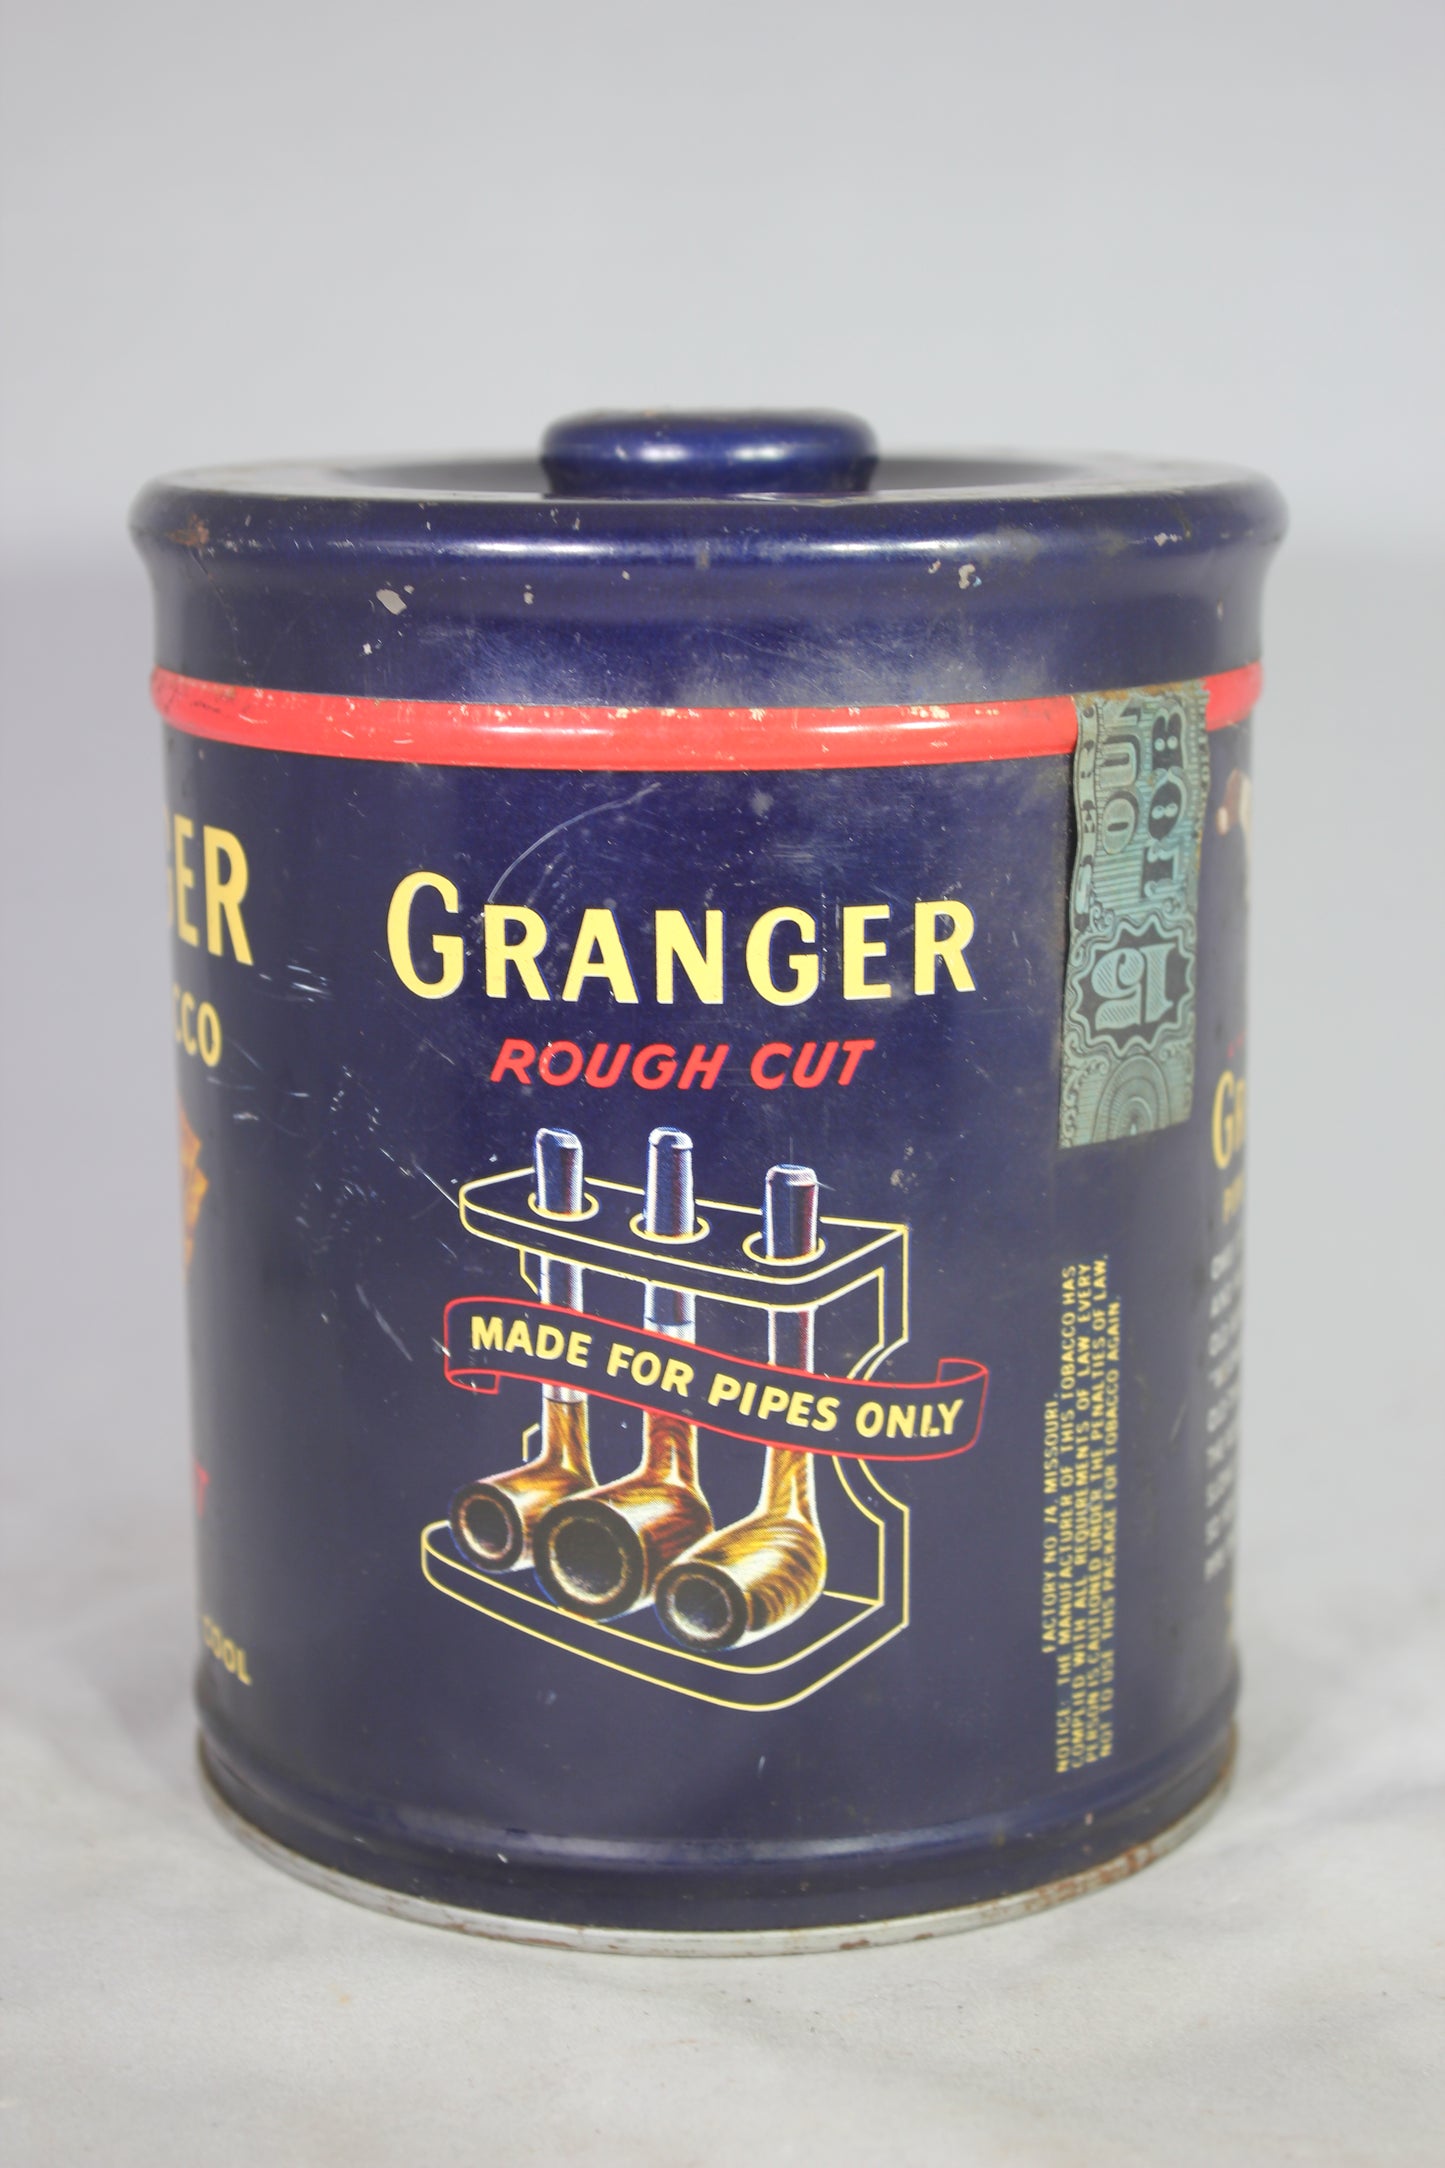 GRANGER
ROUGH CUT
MADE FOR PIPES ONLY
FACTORY NO. 74 MISSOURI.
NOTICE: THE MANUFACTURER OF THIS TOBACCO HAS
COMPLIED WITH ALL REQUIREMENTS OF LAW. EVERY
PERSON IS CAUTIONED UNDER THE PENALTIES OF LAW,
NOT TO USE THIS PACKAGE FOR TOBACCO AGAIN.
ER
CCO
COOL